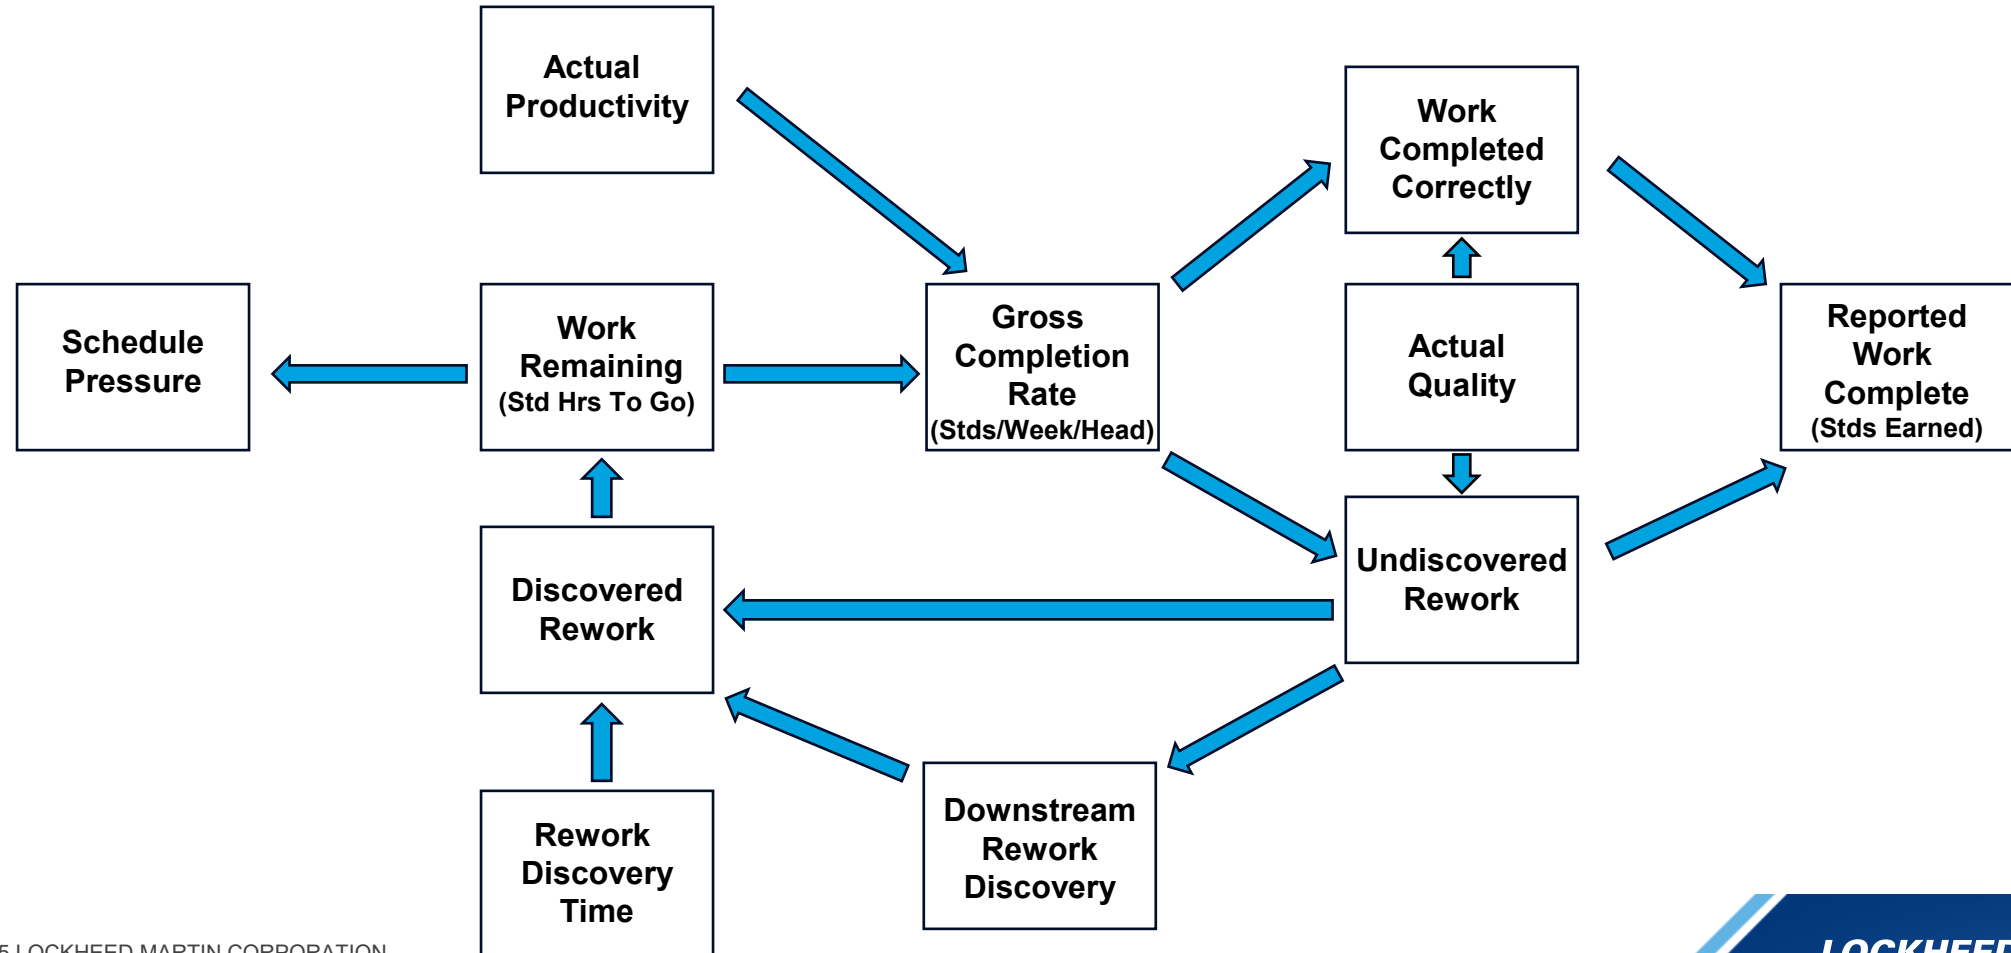 Actual
Productivity
Work
Completed
Correctly
Schedule
Pressure
Work
Remaining
(Std Hrs To Go)
Gross
Completion
Rate
(Stds/Week/Head)
Actual
Quality
Reported
Work
Complete
(Stds Earned)
Discovered
Rework
Undiscovered
Rework
Rework
Discovery
Time
Downstream
Rework
Discovery
5 LOCKHEED MARTIN CORPORATION
LOCKHEED